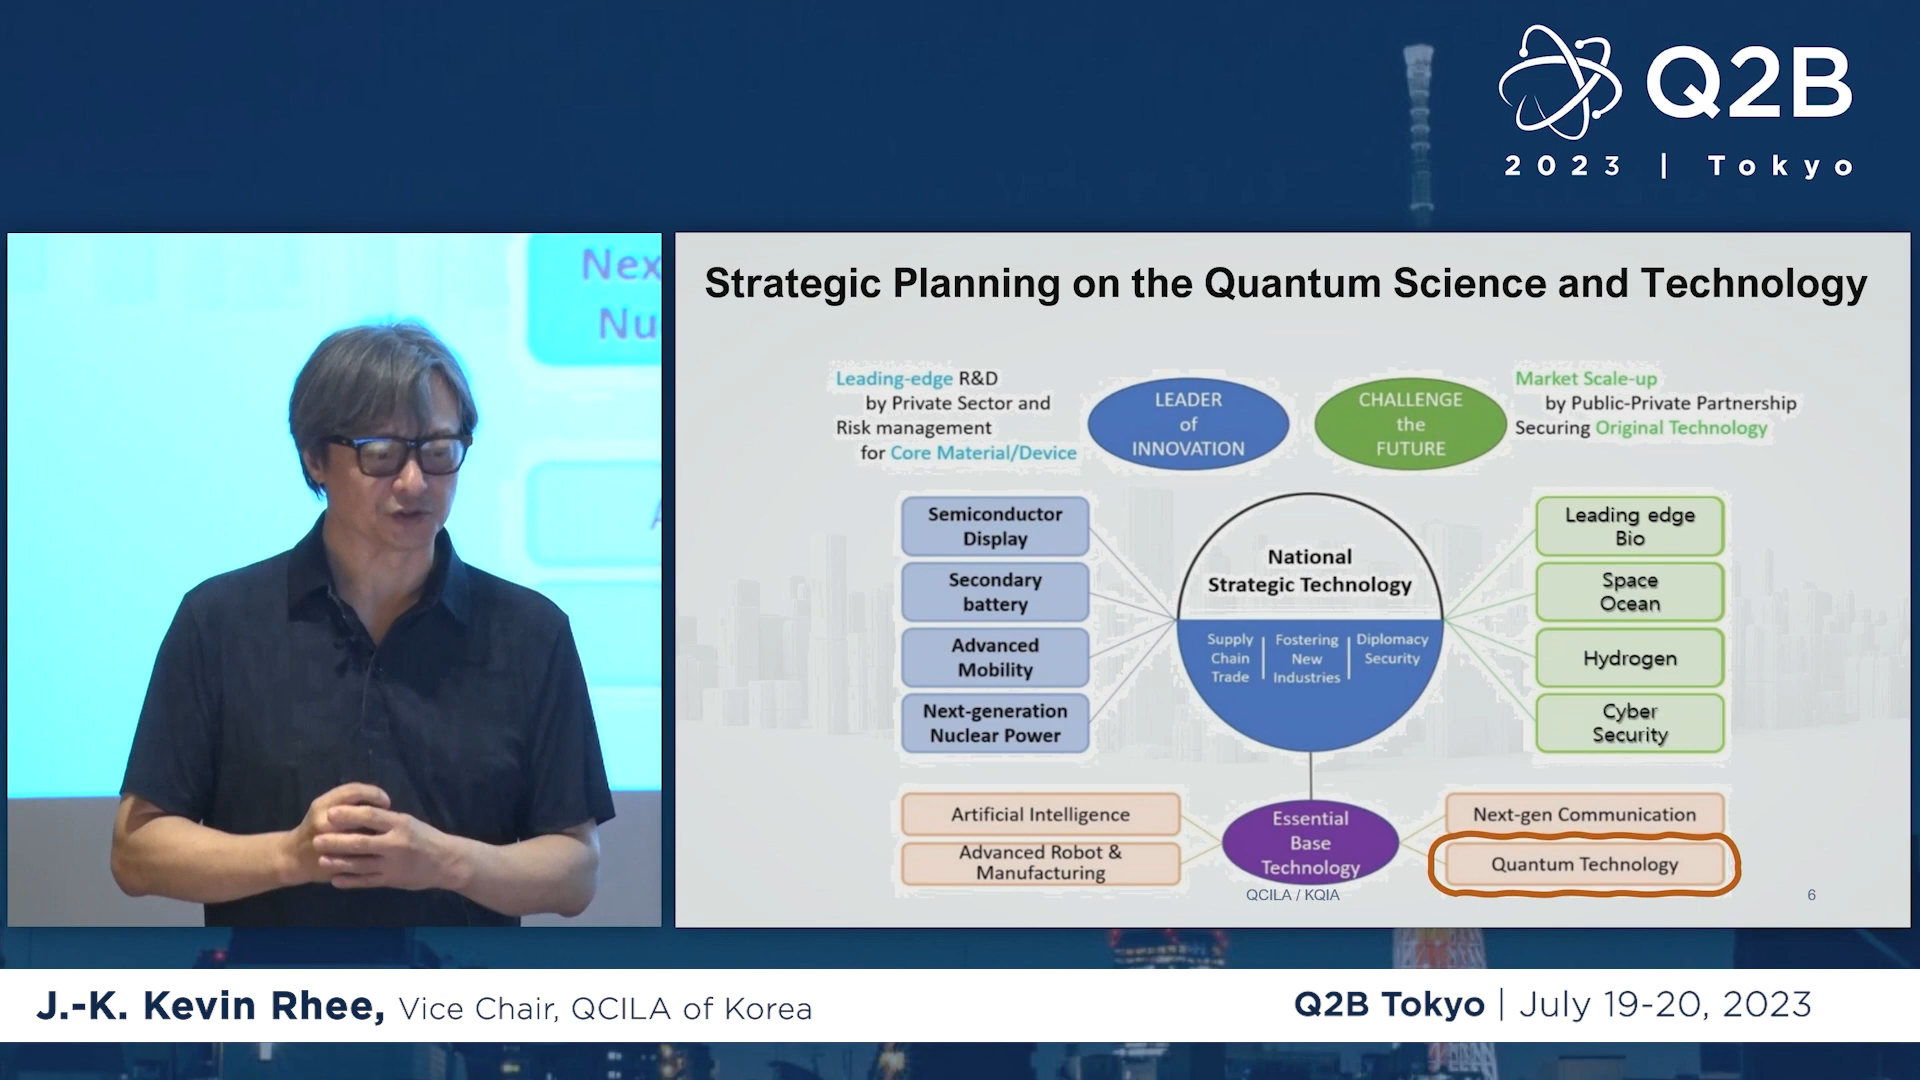 Q2B
2023 | Tokyo
Nex
Nu
Strategic Planning on the Quantum Science and Technology
Leading-edge R&D
by Private Sector and
Risk management
for Core Material/Device
LEADER
of
INNOVATION
CHALLENGE
the
FUTURE
Market Scale-up
by Public-Private Partnership
Securing Original Technology
Semiconductor
Display
Secondary
battery
Advanced
Mobility
Next-generation
Nuclear Power
National
Strategic Technology
Supply
Chain
Trade
Fostering
New
Industries
Diplomacy
Security
Leading edge
Bio
Space
Ocean
Hydrogen
Cyber
Security
Artificial Intelligence
Advanced Robot &
Manufacturing
Essential
Base
Technology
Next-gen Communication
Quantum Technology
QCILA / KQIA
6
J.-K. Kevin Rhee, Vice Chair, QCILA of Korea
Q2B Tokyo | July 19-20, 2023